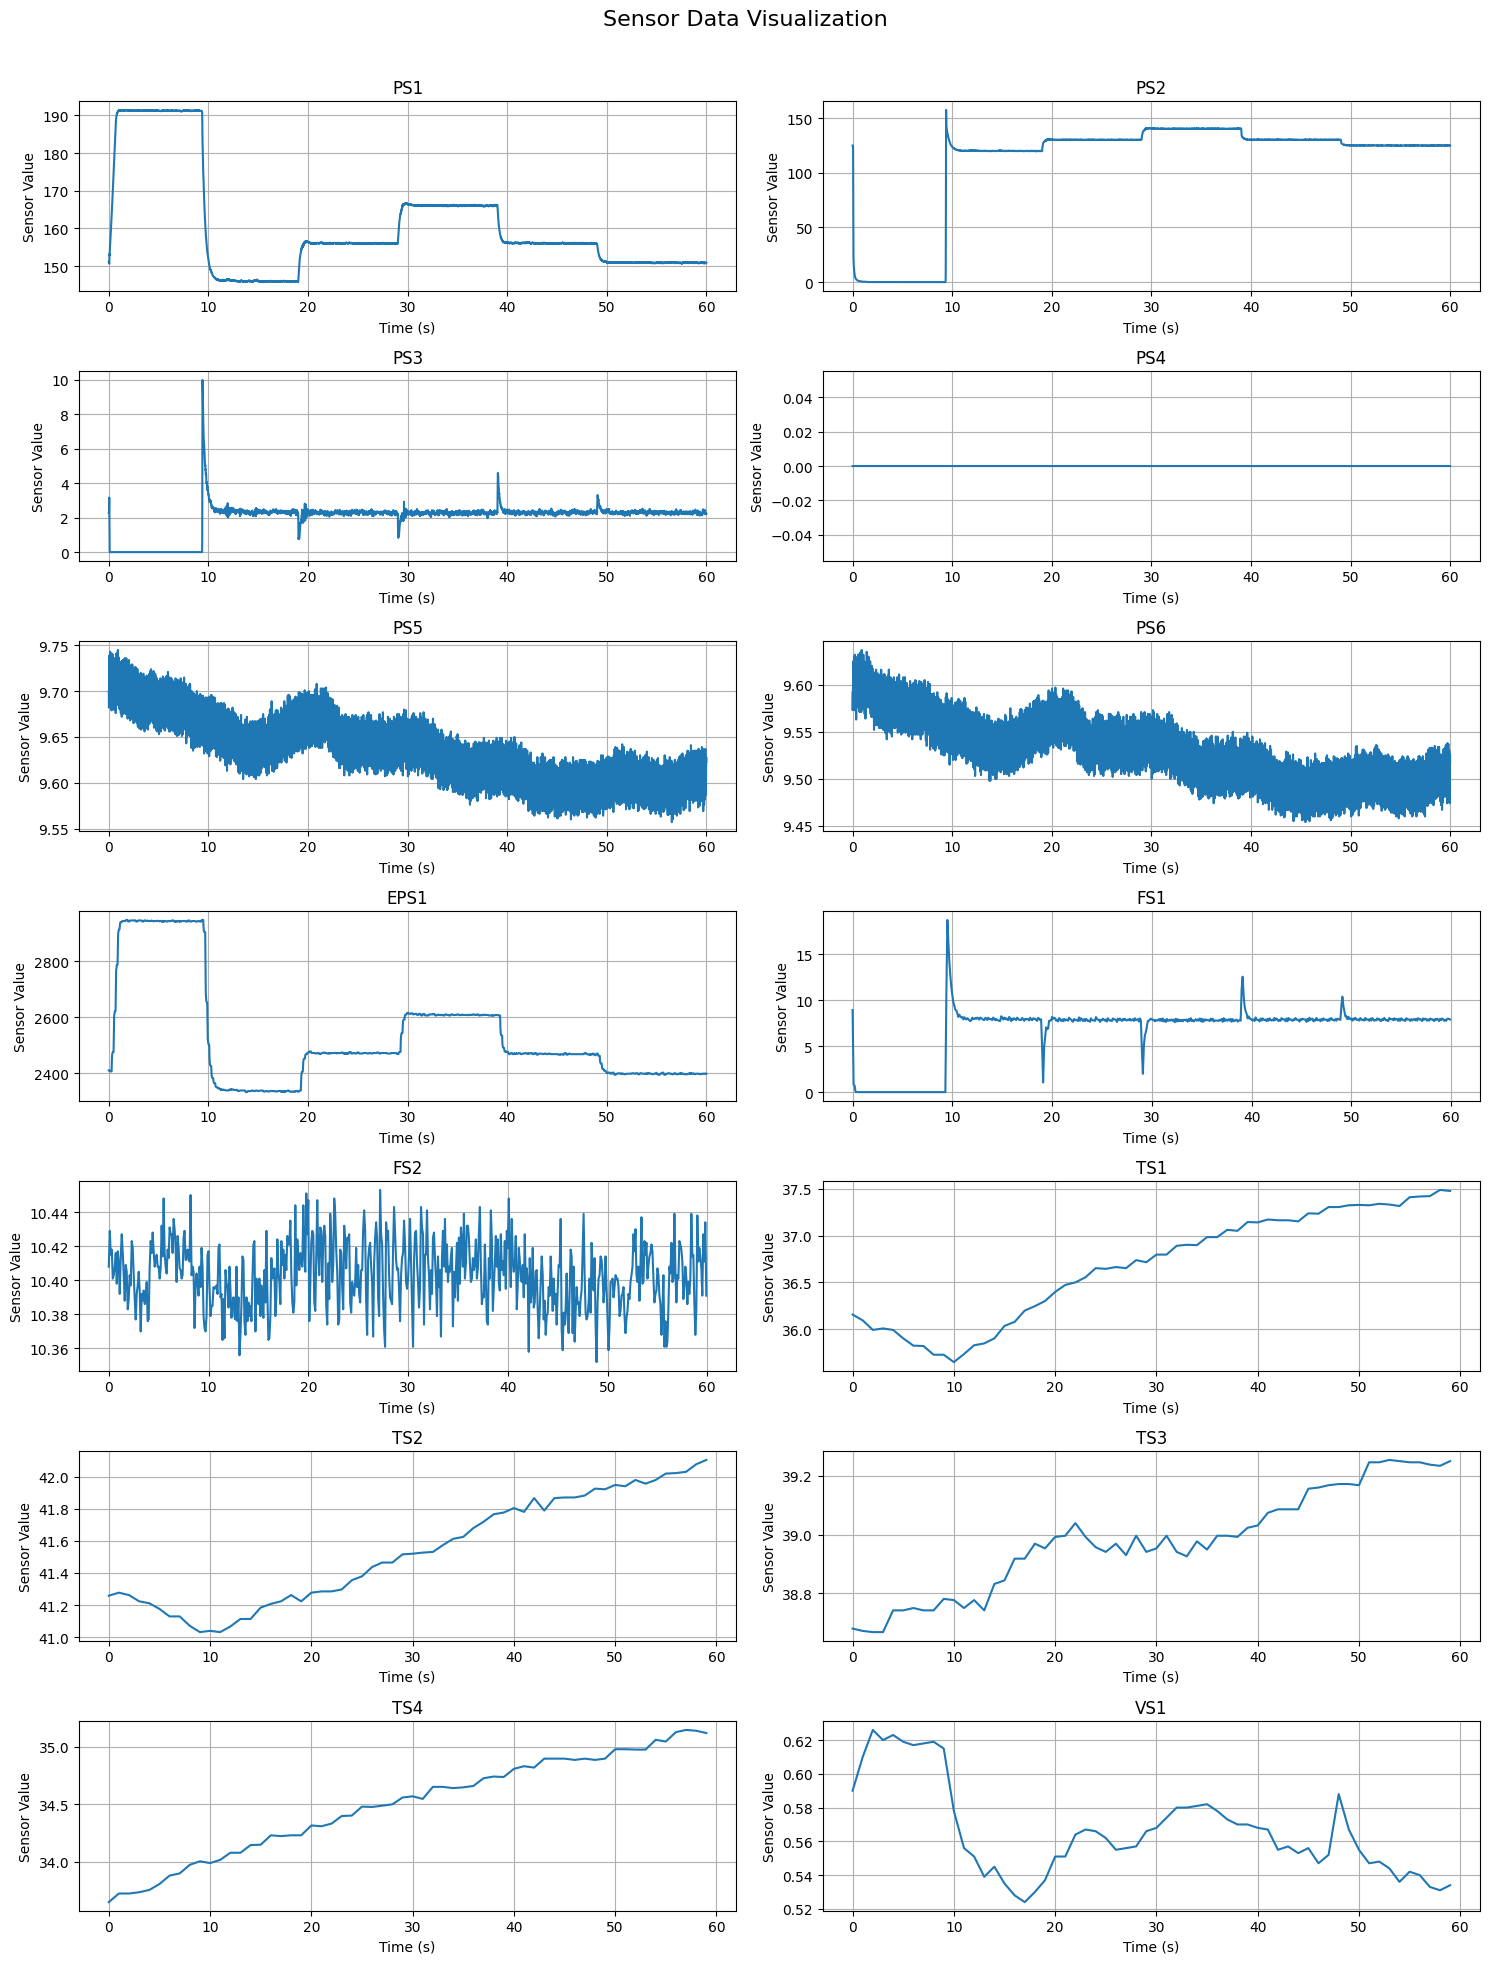 Sensor Data Visualization
PS1
Sensor Value
190
180
170
160
150
0 10 20 30 40 50 60
Time (s)
PS2
Sensor Value
150
100
50
0
0 10 20 30 40 50 60
Time (s)
PS3
Sensor Value
10
8
6
4
2
0
0 10 20 30 40 50 60
Time (s)
PS4
Sensor Value
0.04
0.02
0.00
−0.02
−0.04
0 10 20 30 40 50 60
Time (s)
PS5
Sensor Value
9.75
9.70
9.65
9.60
9.55
0 10 20 30 40 50 60
Time (s)
PS6
Sensor Value
9.60
9.55
9.50
9.45
0 10 20 30 40 50 60
Time (s)
EPS1
Sensor Value
2800
2600
2400
0 10 20 30 40 50 60
Time (s)
FS1
Sensor Value
15
10
5
0
0 10 20 30 40 50 60
Time (s)
FS2
Sensor Value
10.44
10.42
10.40
10.38
10.36
0 10 20 30 40 50 60
Time (s)
TS1
Sensor Value
37.5
37.0
36.5
36.0
0 10 20 30 40 50 60
Time (s)
TS2
Sensor Value
42.0
41.8
41.6
41.4
41.2
41.0
0 10 20 30 40 50 60
Time (s)
TS3
Sensor Value
39.2
39.0
38.8
0 10 20 30 40 50 60
Time (s)
TS4
Sensor Value
35.0
34.5
34.0
0 10 20 30 40 50 60
Time (s)
VS1
Sensor Value
0.62
0.60
0.58
0.56
0.54
0.52
0 10 20 30 40 50 60
Time (s)